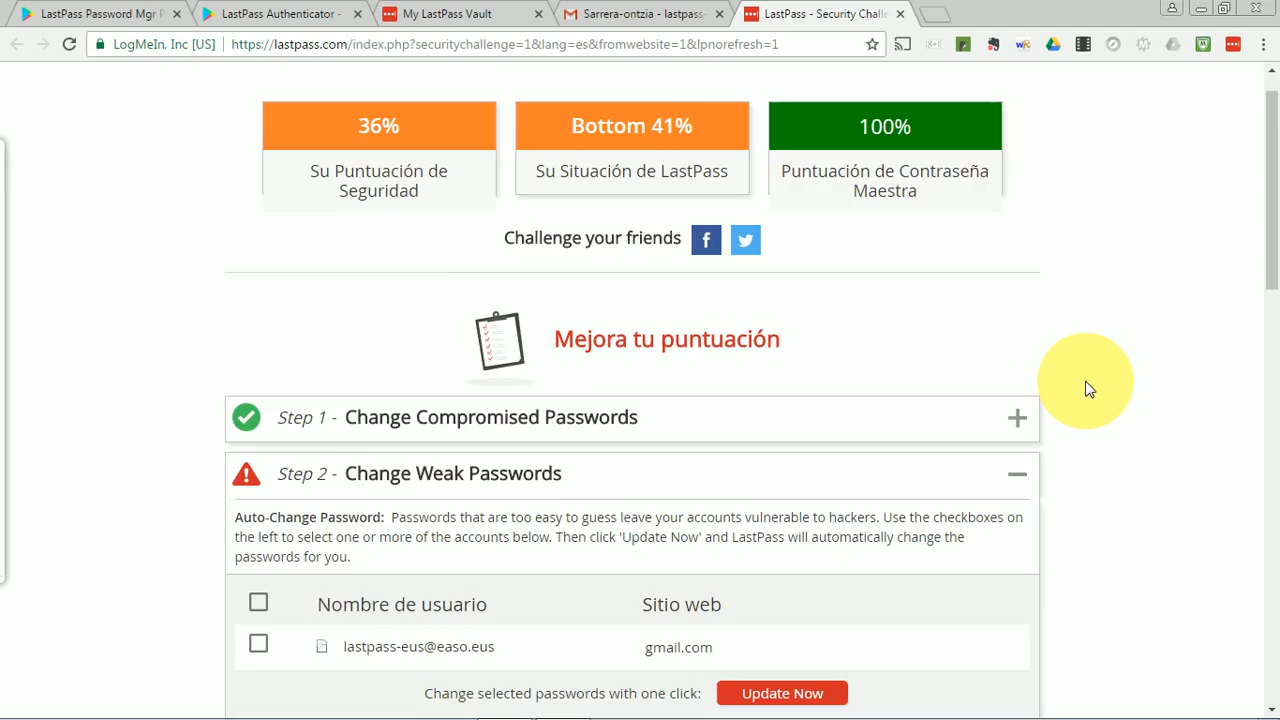 LastPass Password Mgr P
LastPass Authenticator -
My LastPass Vault
Sarrera-ontzia - lastpass-
LastPass - Security Challe
LogMeIn, Inc [US]
https://lastpass.com/index.php?securitychallenge=1&lang=es&fromwebsite=1&lpnorefresh=1
36%
Su Puntuación de
Seguridad
Bottom 41%
Su Situación de LastPass
100%
Puntuación de Contraseña
Maestra
Challenge your friends
Mejora tu puntuación
Step 1 - Change Compromised Passwords
Step 2 - Change Weak Passwords
Auto-Change Password: Passwords that are too easy to guess leave your accounts vulnerable to hackers. Use the checkboxes on
the left to select one or more of the accounts below. Then click 'Update Now' and LastPass will automatically change the
passwords for you.
Nombre de usuario
Sitio web
lastpass-eus@easo.eus
gmail.com
Change selected passwords with one click:
Update Now